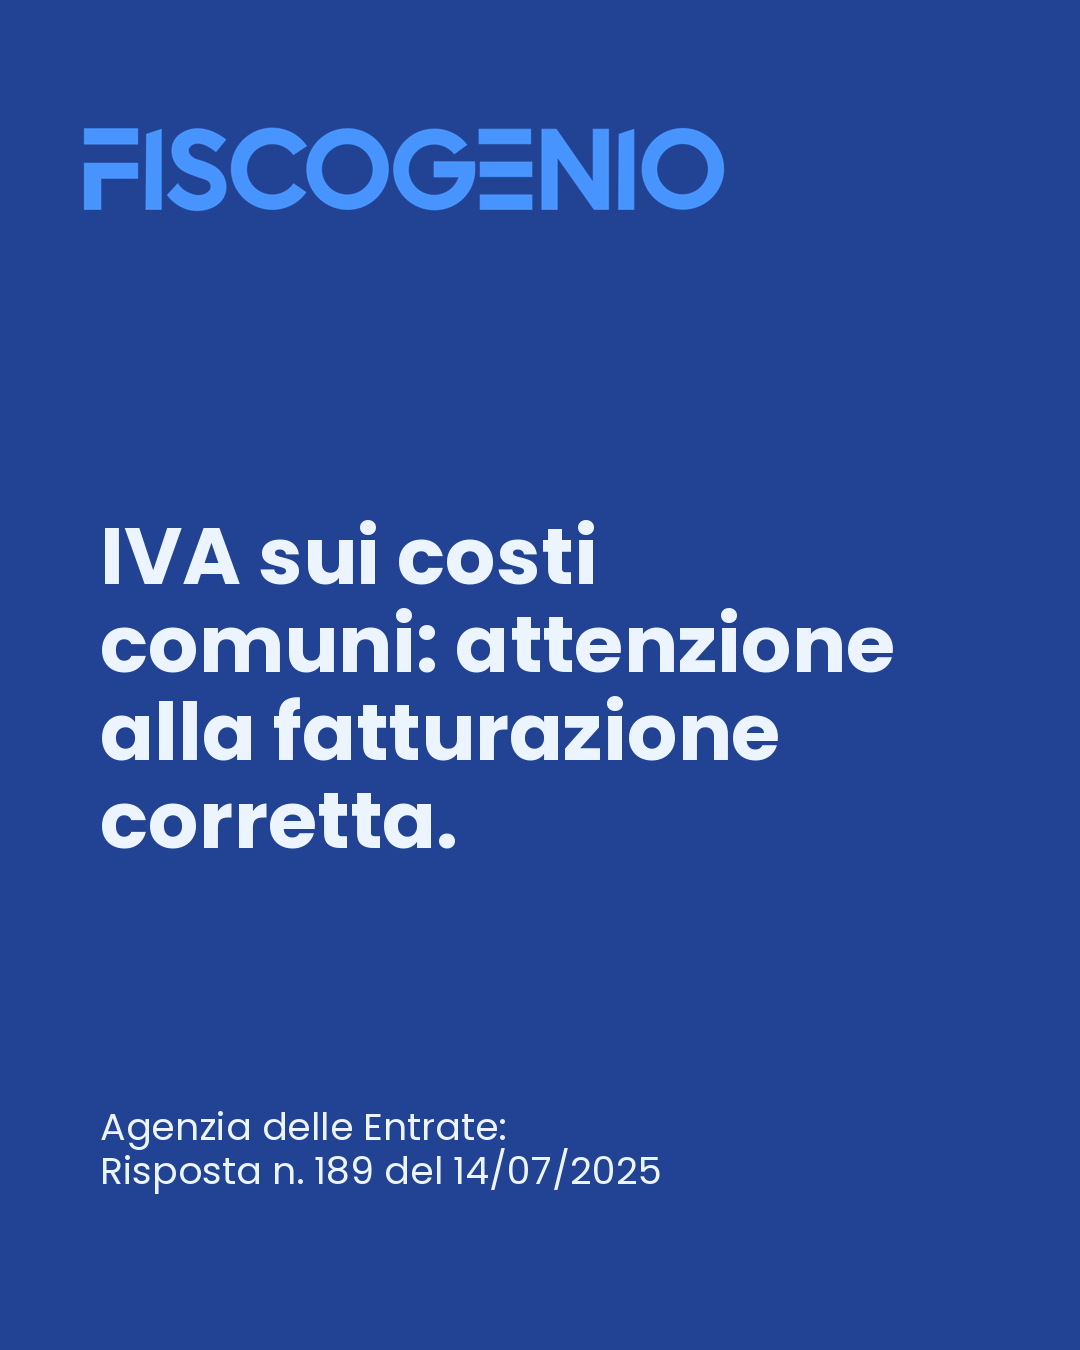 FISCOGENIO
IVA sui costi
comuni: attenzione
alla fatturazione
corretta.
Agenzia delle Entrate:
Risposta n. 189 del 14/07/2025